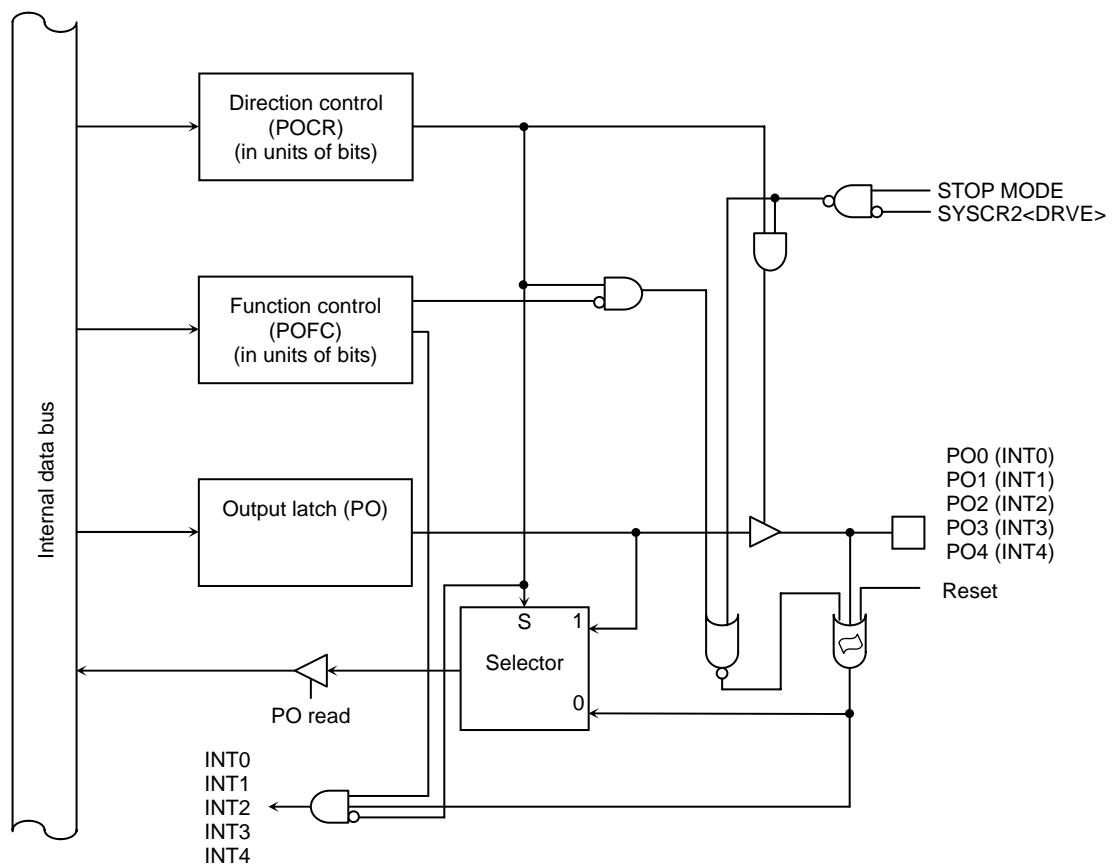 Direction control
(POCR)
(in units of bits)
STOP MODE
SYSCR2<DRVE>
Function control
(POFC)
(in units of bits)
Internal data bus
Output latch (PO)
PO0 (INT0)
PO1 (INT1)
PO2 (INT2)
PO3 (INT3)
PO4 (INT4)
Reset
S
1
Selector
0
PO read
INT0
INT1
INT2
INT3
INT4